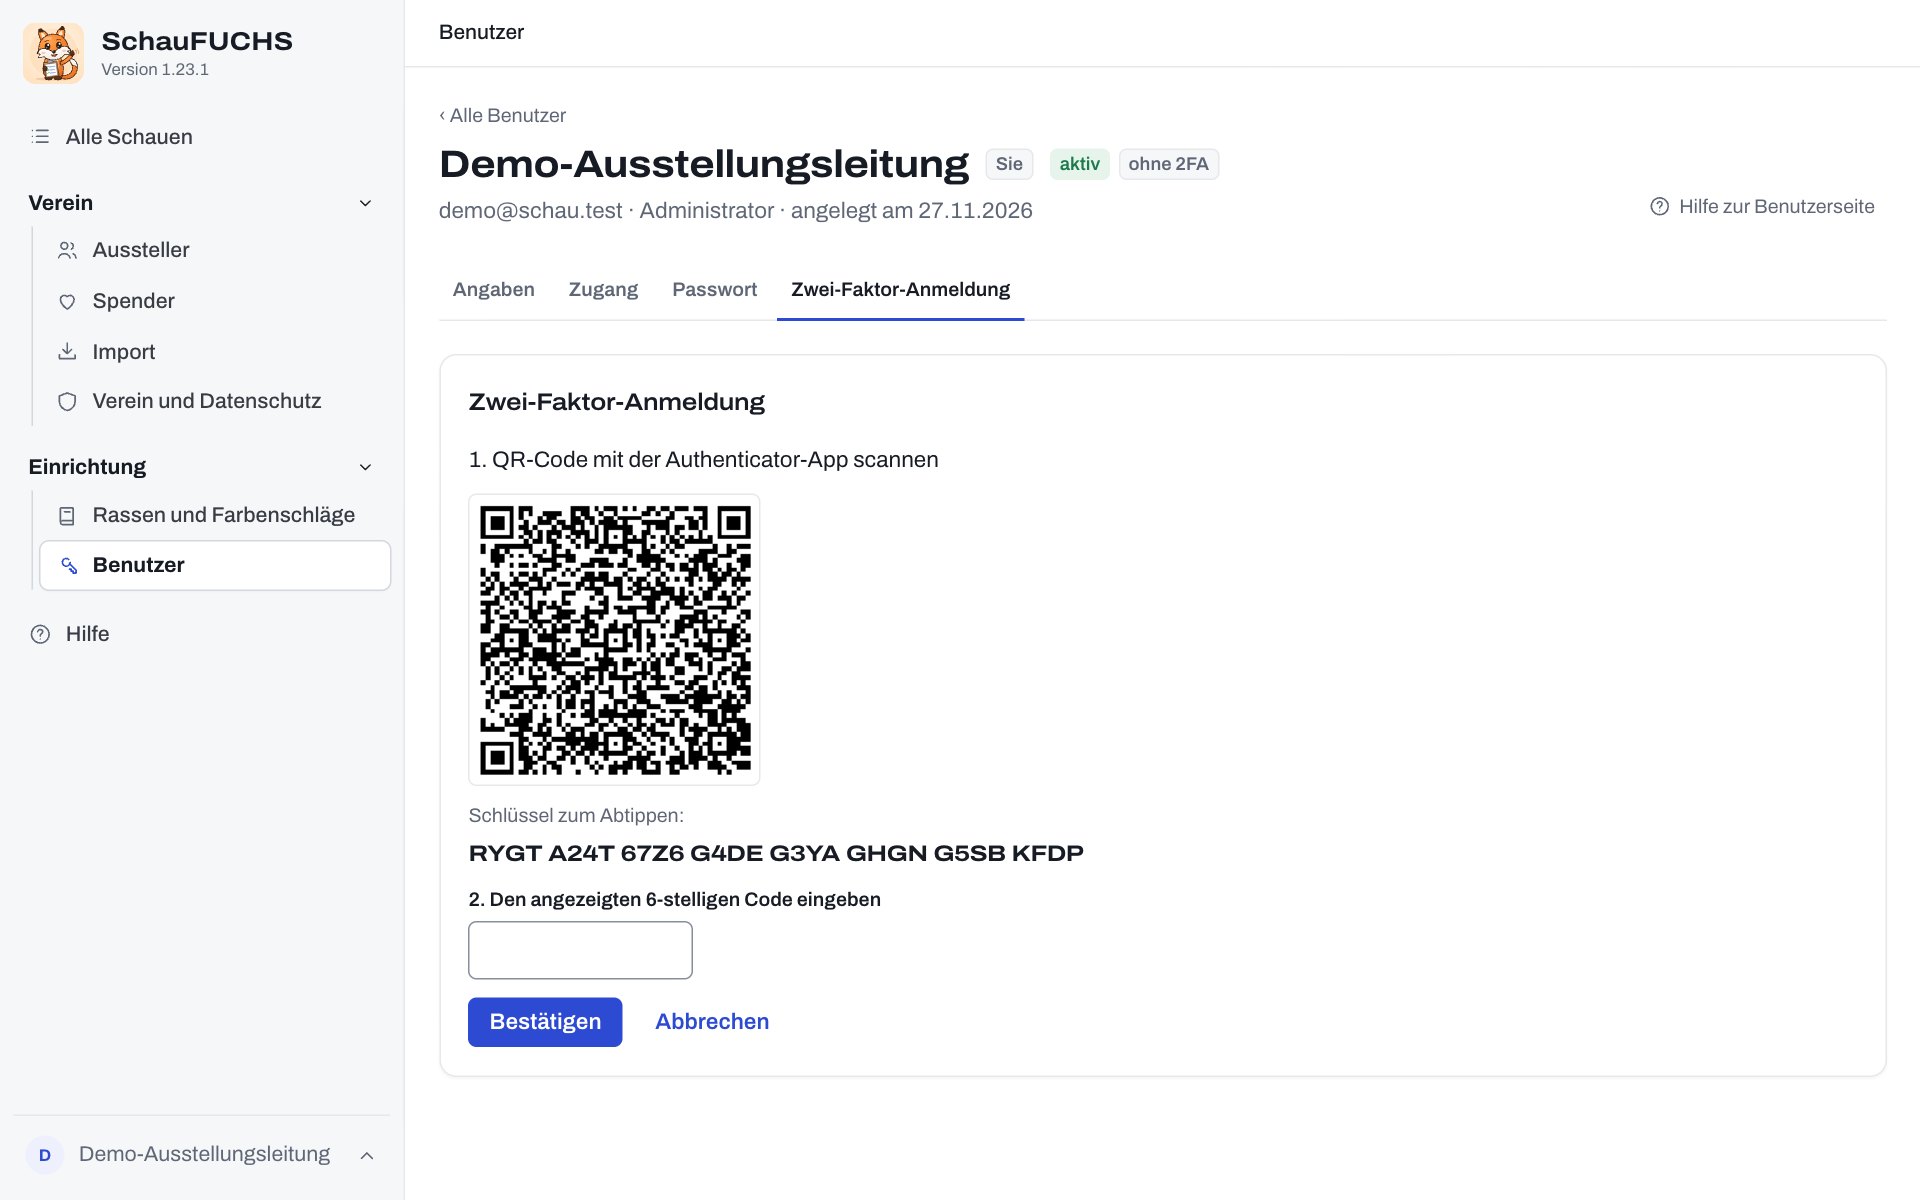 SchauFUCHS
Version 1.23.1
Alle Schauen
Verein
Aussteller
Spender
Import
Verein und Datenschutz
Einrichtung
Rassen und Farbenschläge
Benutzer
Hilfe
D Demo-Ausstellungsleitung
Benutzer
‹ Alle Benutzer
Demo-Ausstellungsleitung Sie aktiv ohne 2FA
demo@schau.test · Administrator · angelegt am 27.11.2026
Hilfe zur Benutzerseite
Angaben Zugang Passwort Zwei-Faktor-Anmeldung
Zwei-Faktor-Anmeldung
1. QR-Code mit der Authenticator-App scannen
Schlüssel zum Abtippen:
RYGT A24T 67Z6 G4DE G3YA GHGN G5SB KFDP
2. Den angezeigten 6-stelligen Code eingeben
Bestätigen Abbrechen